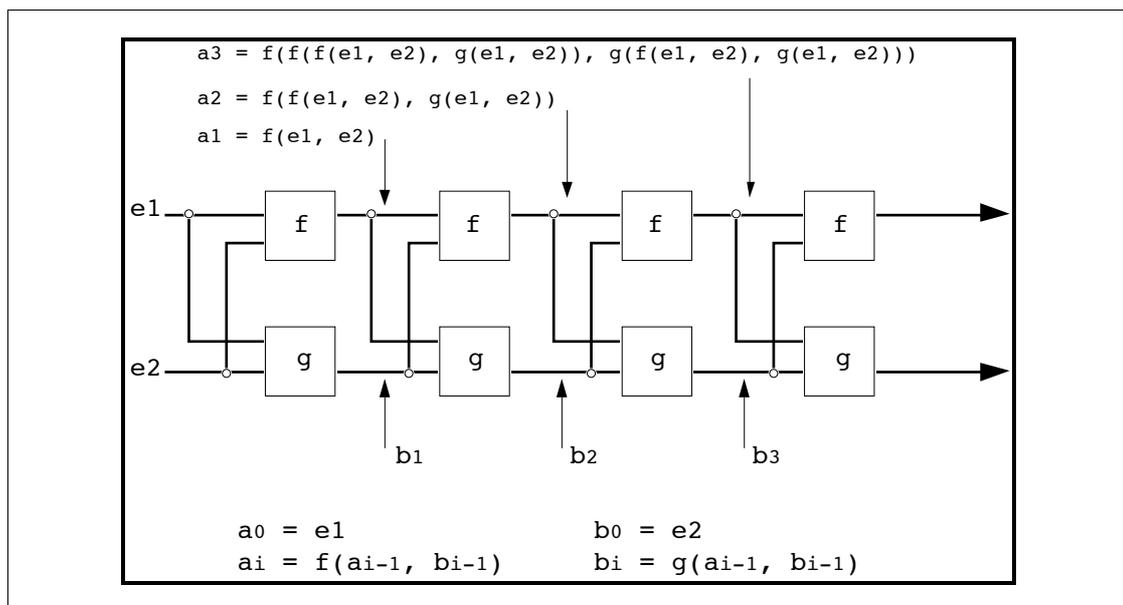 a3 = f(f(f(e1, e2), g(e1, e2)), g(f(e1, e2), g(e1, e2)))
a2 = f(f(e1, e2), g(e1, e2))
a1 = f(e1, e2)
e1 f f f f
e2 g g g g
b1 b2 b3
a0 = e1 b0 = e2
ai = f(ai-1, bi-1) bi = g(ai-1, bi-1)